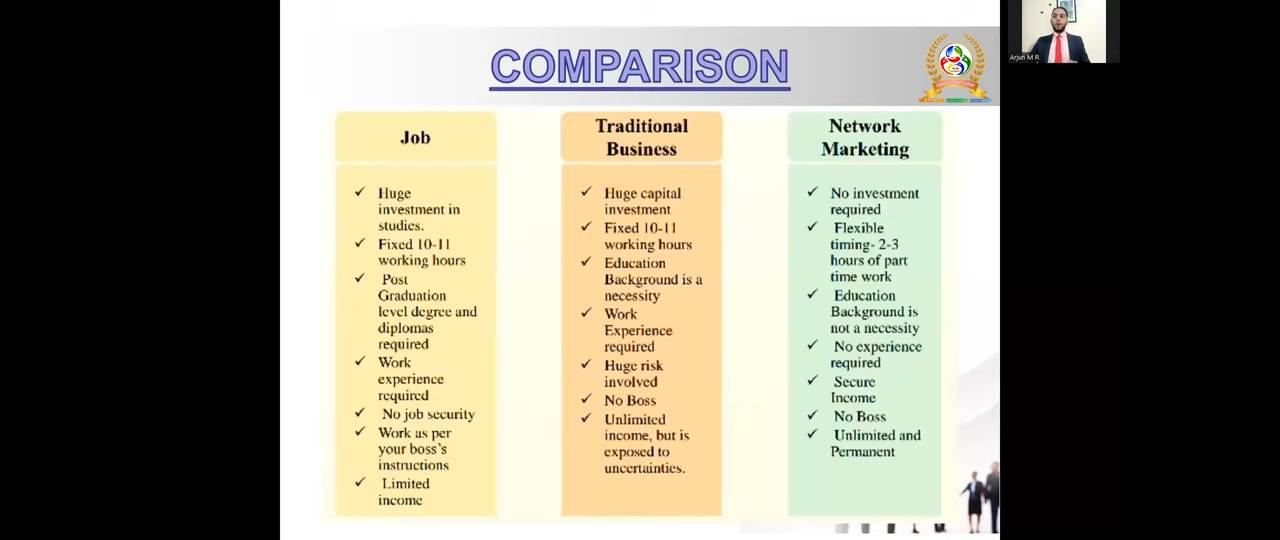 COMPARISON
Arjun M R
Job
Huge
investment in
studies.
Fixed 10-11
working hours
Post
Graduation
level degree and
diplomas
required
Work
experience
required
No job security
Work as per
your boss's
instructions
Limited
income
Traditional
Business
Huge capital
investment
Fixed 10-11
working hours
Education
Background is a
necessity
Work
Experience
required
Huge risk
involved
No Boss
Unlimited
income, but is
exposed to
uncertainties.
Network
Marketing
No investment
required
Flexible
timing- 2-3
hours of part
time work
Education
Background is
not a necessity
No experience
required
Secure
Income
No Boss
Unlimited and
Permanent